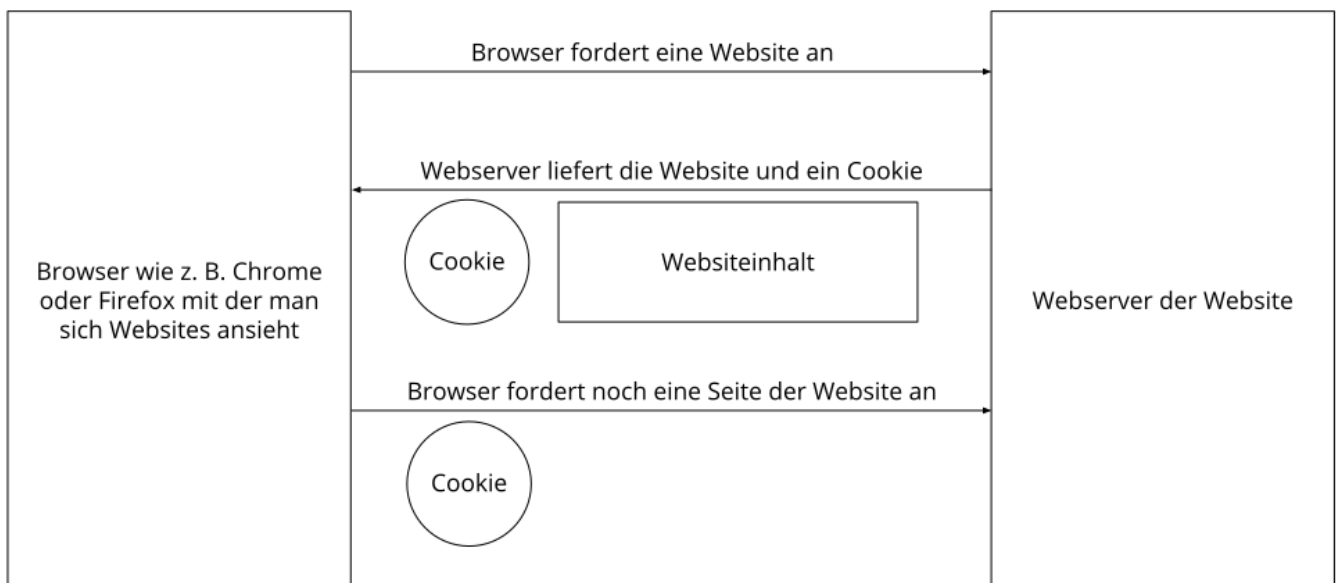 Browser fordert eine Website an
Webserver liefert die Website und ein Cookie
Cookie
Websiteinhalt
Browser wie z. B. Chrome
oder Firefox mit der man
sich Websites ansieht
Webserver der Website
Browser fordert noch eine Seite der Website an
Cookie